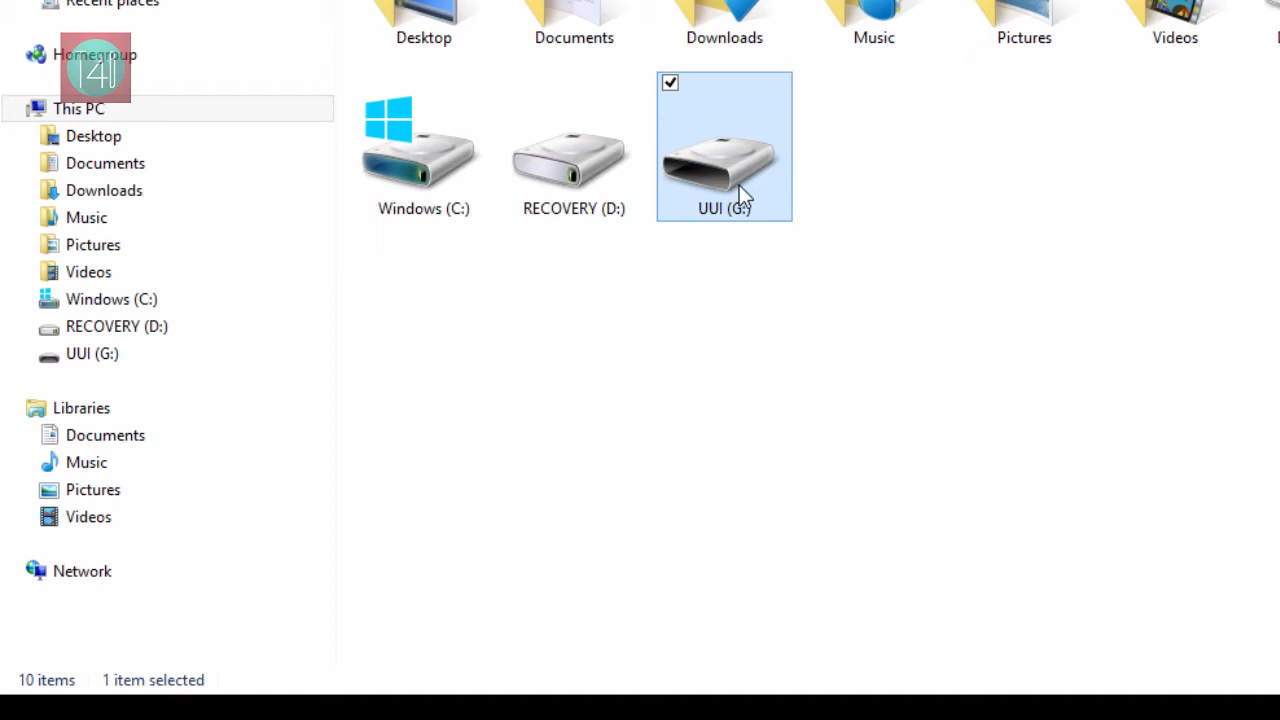 Recent places
Homegroup
This PC
Desktop
Documents
Downloads
Music
Pictures
Videos
Windows (C:)
RECOVERY (D:)
UUI (G:)
Libraries
Documents
Music
Pictures
Videos
Network
Desktop
Documents
Downloads
Music
Pictures
Videos
Windows (C:)
RECOVERY (D:)
UUI (G:)
10 items
1 item selected